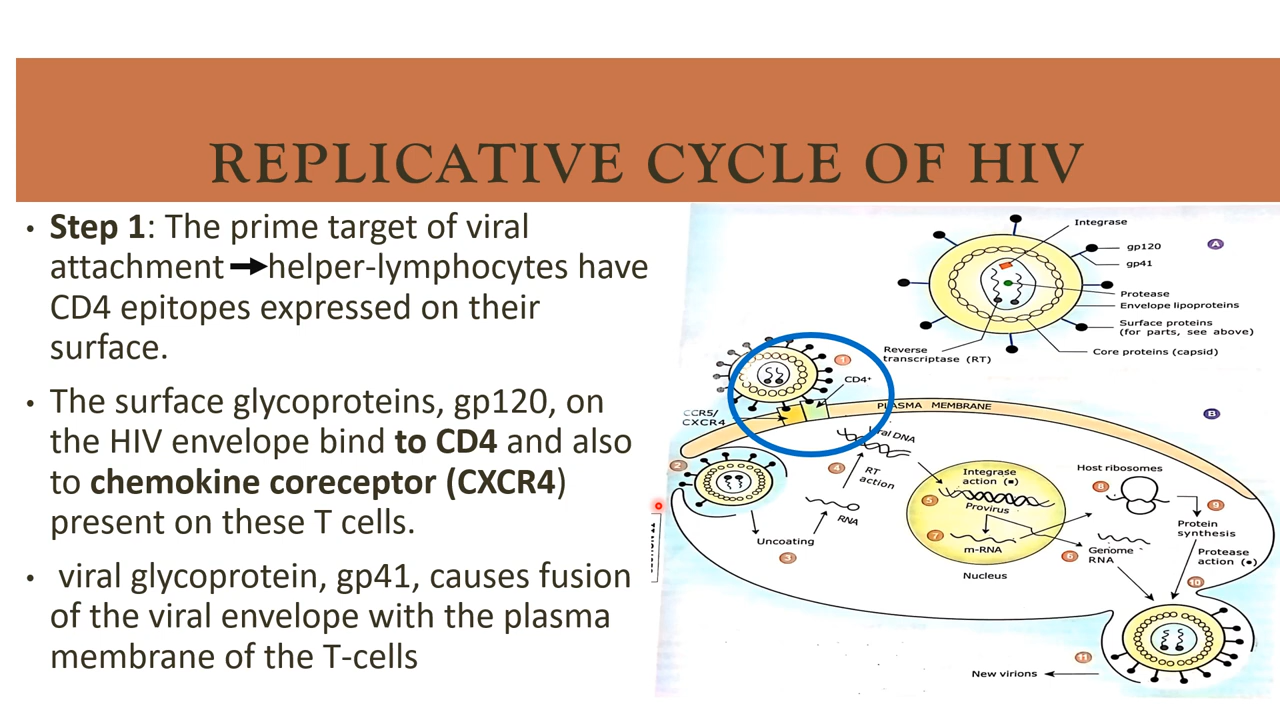 REPLICATIVE CYCLE OF HIV
• Step 1: The prime target of viral
attachment helper-lymphocytes have
CD4 epitopes expressed on their
surface.
• The surface glycoproteins, gp120, on
the HIV envelope bind to CD4 and also
to chemokine coreceptor (CXCR4)
present on these T cells.
• viral glycoprotein, gp41, causes fusion
of the viral envelope with the plasma
membrane of the T-cells
Integrase
gp120
A
gp41
Protease
Envelope lipoproteins
Surface proteins
(for parts, see above)
Reverse
transcriptase (RT)
Core proteins (capsid)
1
CD4+
CCR5/
CXCR4
PLASMA MEMBRANE
B
viral DNA
2
4
RT
action
RNA
Uncoating
3
Integrase
action (▪)
5
Provirus
7
m-RNA
Nucleus
Host ribosomes
8
9
Protein
synthesis
6
Genome
RNA
Protease
action (•)
10
11
New virions